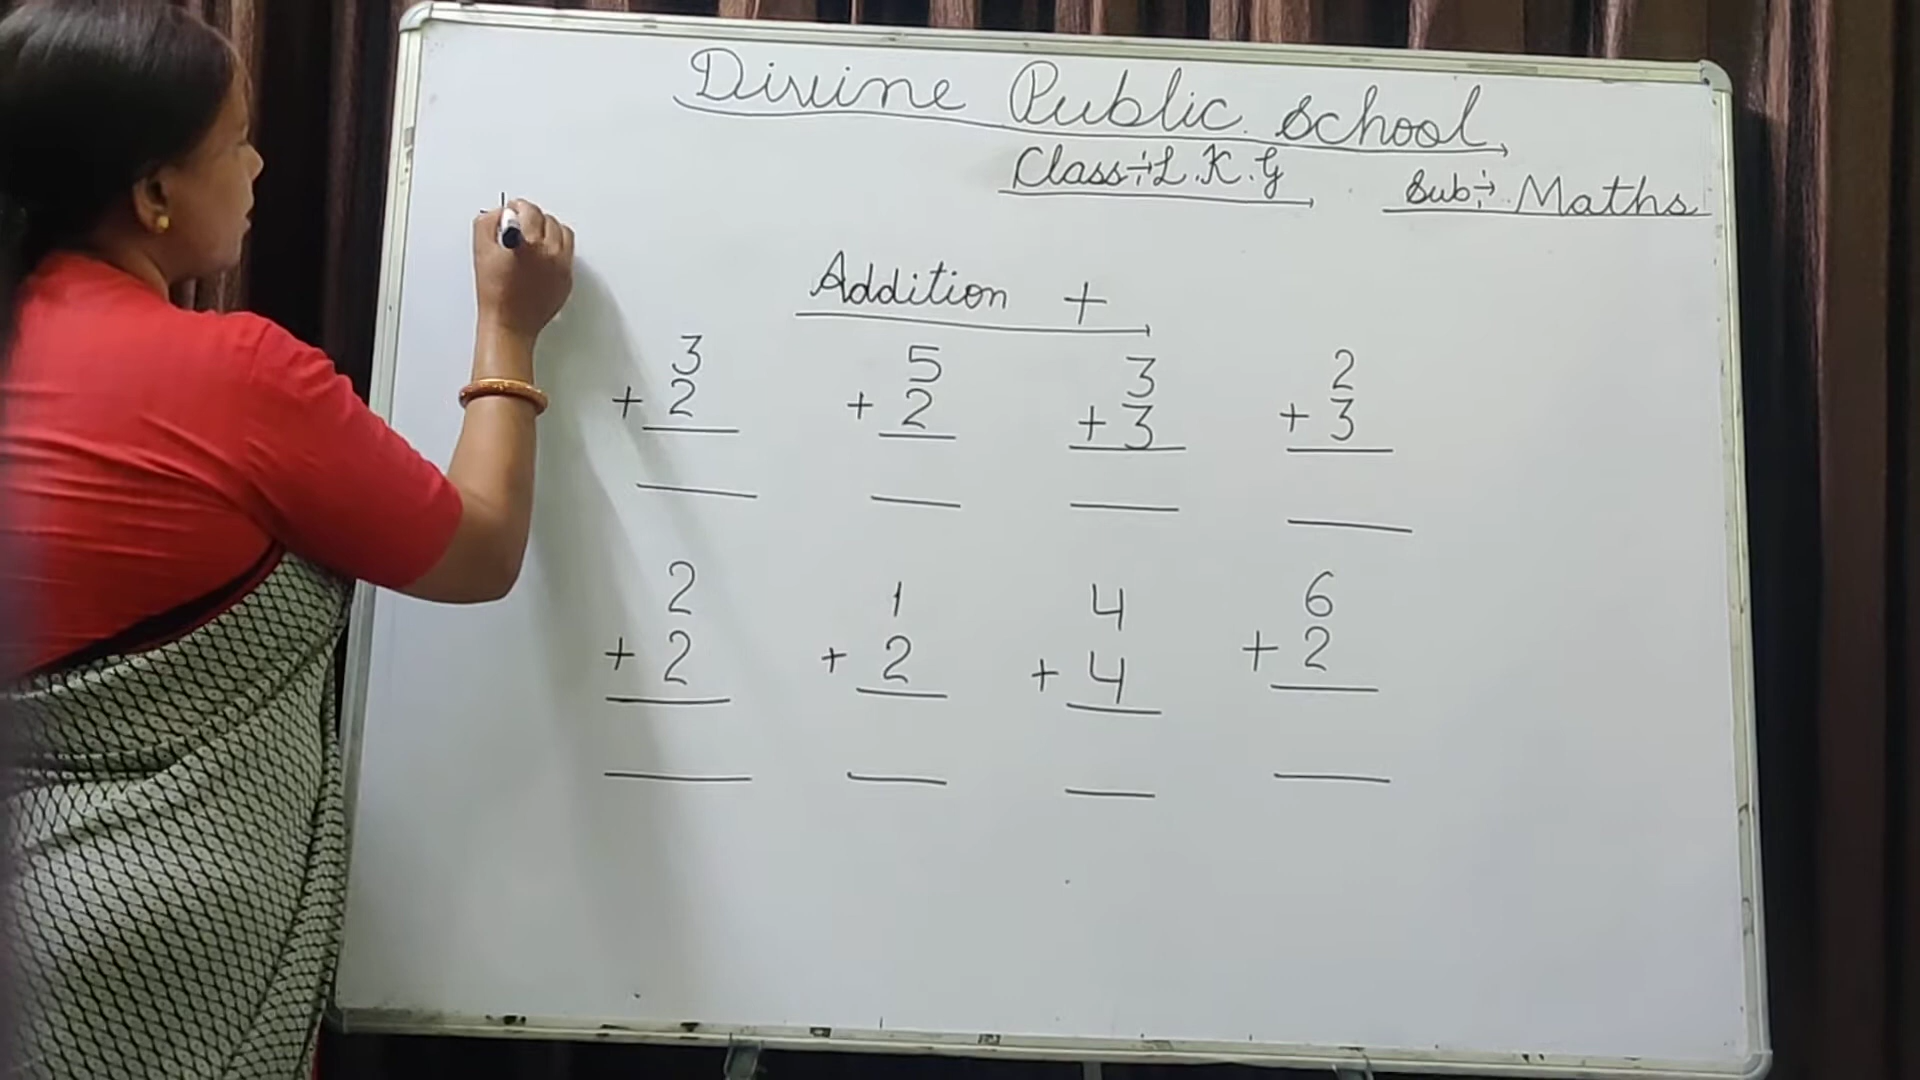 Divine Public School
Class:- L.K.G Sub:- Maths
Addition +
3 5 3 2
+ 2 + 2 + 3 + 3
2 1 4 6
+ 2 + 2 + 4 + 2